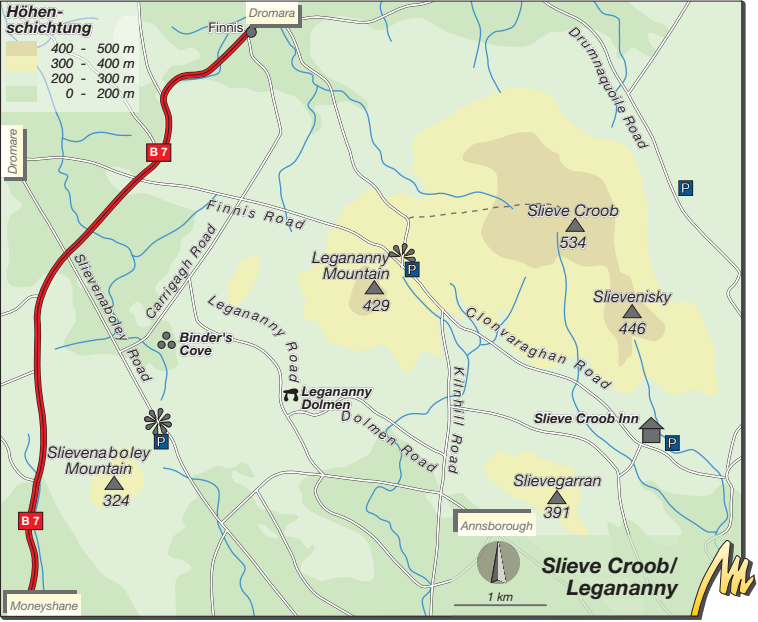 Höhen-
schichtung
400 - 500 m
300 - 400 m
200 - 300 m
0 - 200 m
Dromara
Finnis
Drumnaquoile Road
Dromare
B 7
P
Finnis Road
Slieve Croob
534
Carrigagh Road
Slievenaboley Road
Legananny
Mountain
429
P
Slievenisky
446
Legananny Road
Clonvaraghan Road
Binder's
Cove
Kilnhill Road
Legananny
Dolmen
Dolmen Road
Slieve Croob Inn
P
P
Slievenaboley
Mountain
324
Slievegarran
391
B 7
Annsborough
Slieve Croob/
Legananny
1 km
Moneyshane